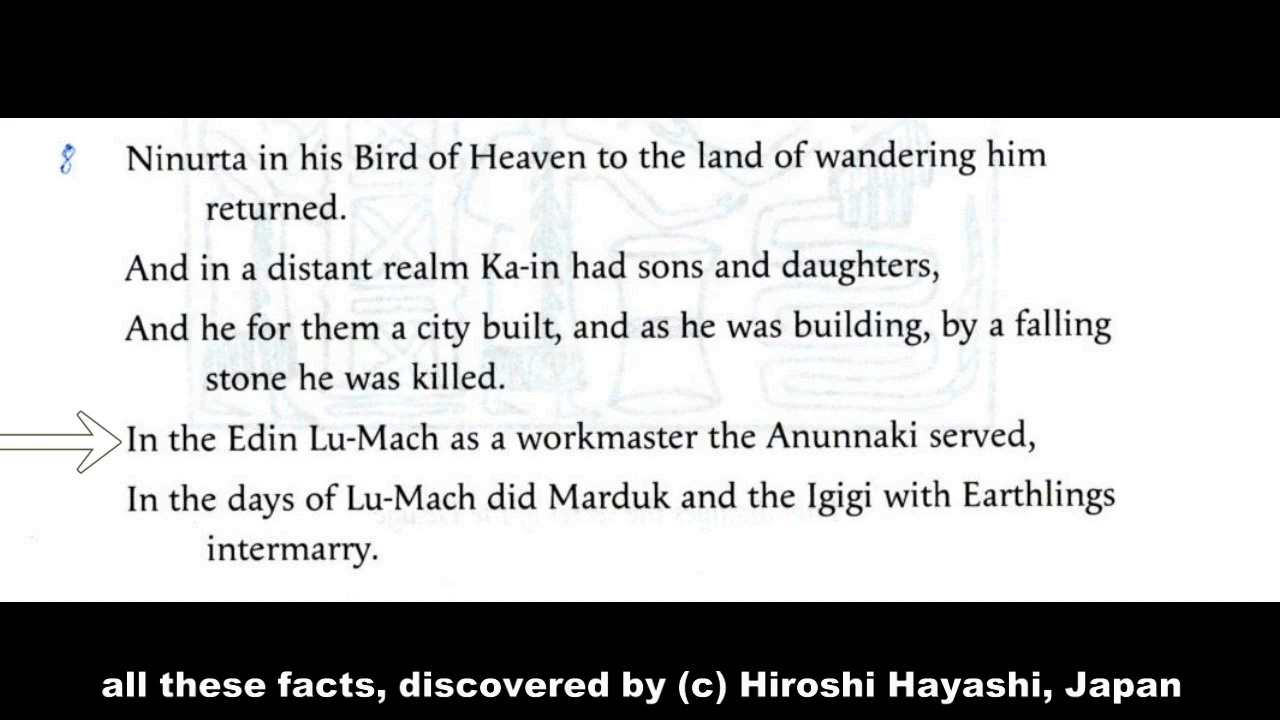 8 Ninurta in his Bird of Heaven to the land of wandering him
returned.
And in a distant realm Ka-in had sons and daughters,
And he for them a city built, and as he was building, by a falling
stone he was killed.
In the Edin Lu-Mach as a workmaster the Anunnaki served,
In the days of Lu-Mach did Marduk and the Igigi with Earthlings
intermarry.
all these facts, discovered by (c) Hiroshi Hayashi, Japan